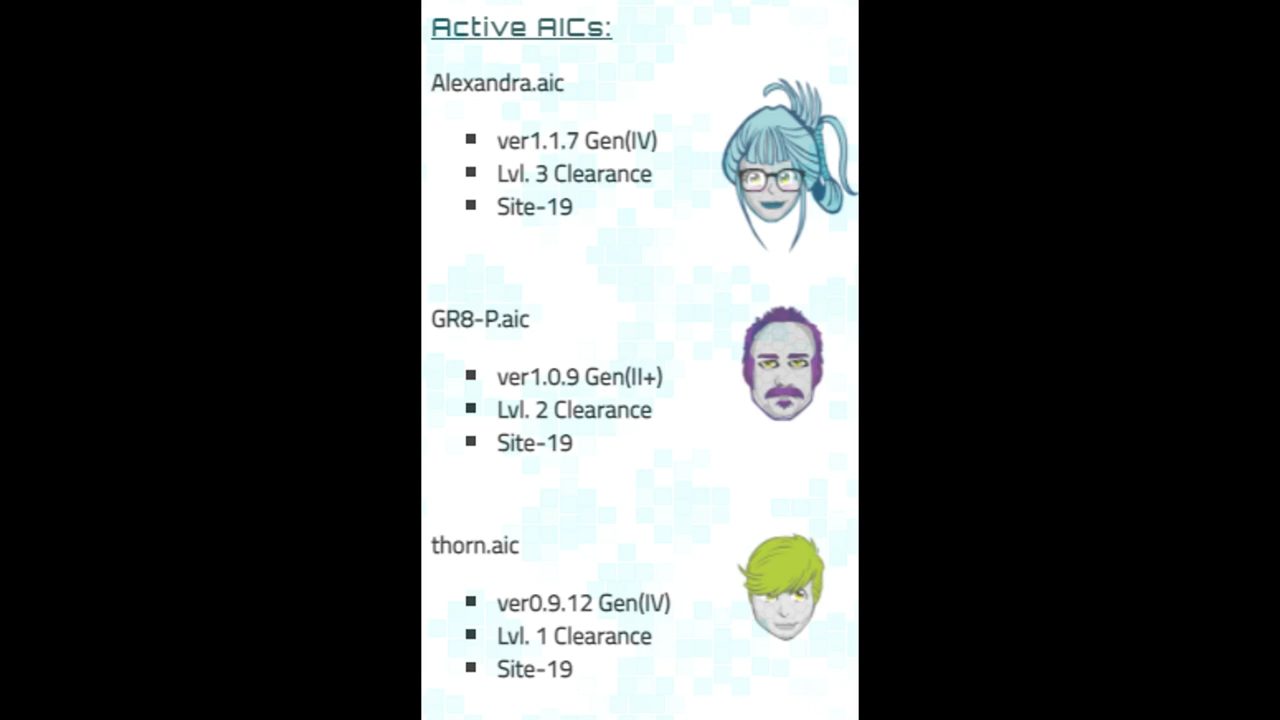 Active AICs:
Alexandra.aic
ver1.1.7 Gen(IV)
Lvl. 3 Clearance
Site-19
GR8-P.aic
ver1.0.9 Gen(II+)
Lvl. 2 Clearance
Site-19
thorn.aic
ver0.9.12 Gen(IV)
Lvl. 1 Clearance
Site-19